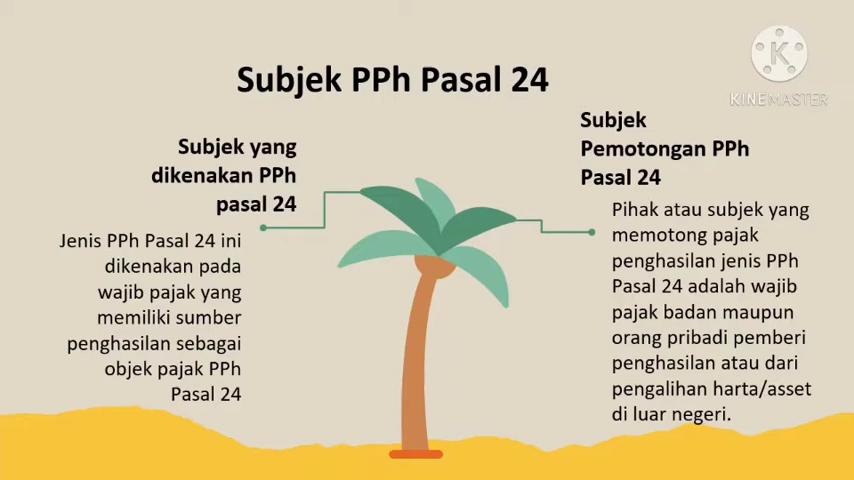 Subjek PPh Pasal 24
K
KINEMASTER
Subjek yang
dikenakan PPh
pasal 24
Jenis PPh Pasal 24 ini
dikenakan pada
wajib pajak yang
memiliki sumber
penghasilan sebagai
objek pajak PPh
Pasal 24
Subjek
Pemotongan PPh
Pasal 24
Pihak atau subjek yang
memotong pajak
penghasilan jenis PPh
Pasal 24 adalah wajib
pajak badan maupun
orang pribadi pemberi
penghasilan atau dari
pengalihan harta/asset
di luar negeri.